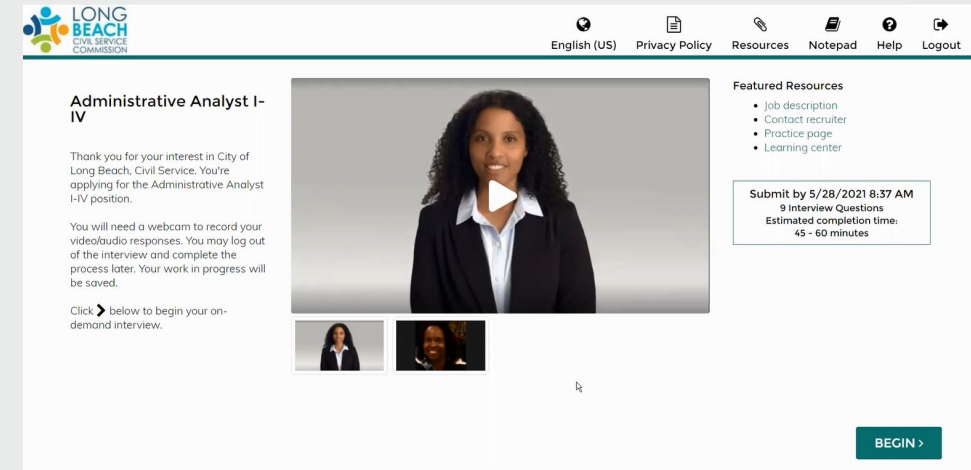 LONG
BEACH
CIVIL SERVICE
COMMISSION
English (US)
Privacy Policy
Resources
Notepad
Help
Logout
Administrative Analyst I-
IV
Thank you for your interest in City of
Long Beach, Civil Service. You're
applying for the Administrative Analyst
I-IV position.
You will need a webcam to record your
video/audio responses. You may log out
of the interview and complete the
process later. Your work in progress will
be saved.
Click > below to begin your on-
demand interview.
Featured Resources
Job description
Contact recruiter
Practice page
Learning center
Submit by 5/28/2021 8:37 AM
9 Interview Questions
Estimated completion time:
45 - 60 minutes
BEGIN >